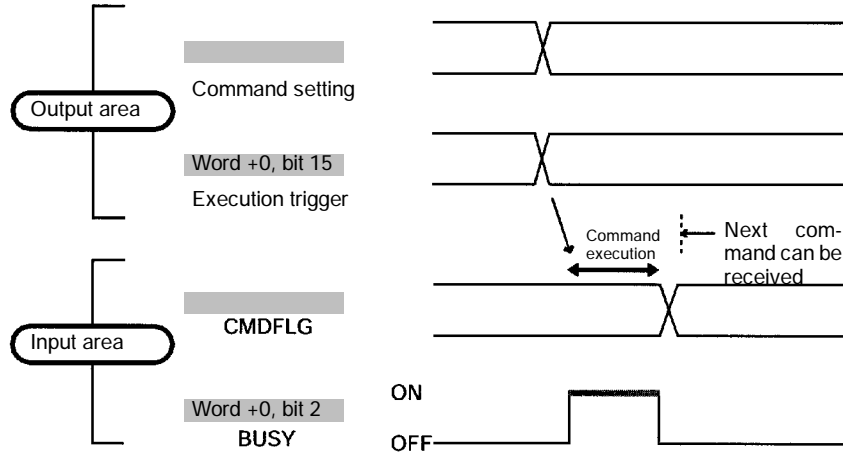 Command setting
Output area
Word +0, bit 15
Execution trigger
Command
execution
Next com-
mand can be
received
CMDFLG
Input area
Word +0, bit 2
BUSY
ON
OFF